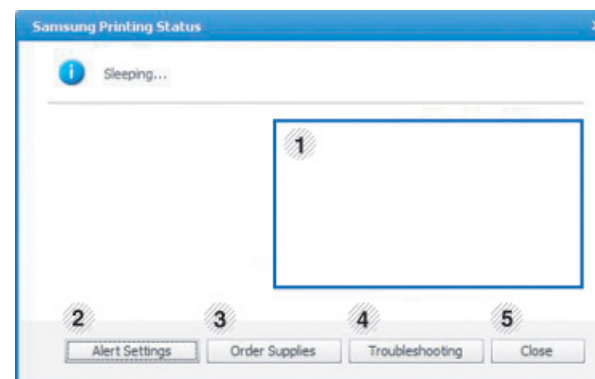 Samsung Printing Status
Sleeping...
1
2 3 4 5
Alert Settings Order Supplies Troubleshooting Close